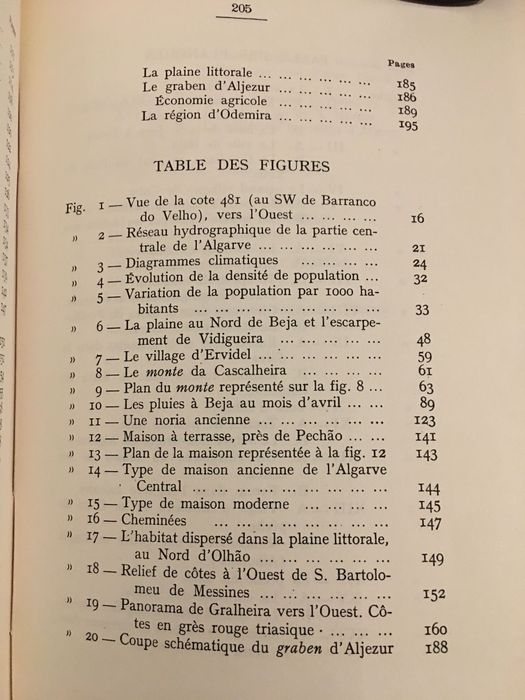 205
Pages
La plaine littorale ... ... ... ... ... ... 185
Le graben d'Aljezur ... ... ... ... ... 186
Économie agricole ... ... ... ... ... 189
La région d'Odemira ... ... ... ... ... 195
TABLE DES FIGURES
Fig. 1 — Vue de la cote 481 (au SW de Barranco
do Velho), vers l'Ouest ... ... ... ... 16
» 2 — Réseau hydrographique de la partie cen-
trale de l'Algarve ... ... ... ... ... 21
» 3 — Diagrammes climatiques ... ... ... ... 24
» 4 — Évolution de la densité de population ... 32
» 5 — Variation de la population par 1000 ha-
bitants ... ... ... ... ... ... ... ... 33
» 6 — La plaine au Nord de Beja et l'escarpe-
ment de Vidigueira ... ... ... ... 48
» 7 — Le village d'Ervidel ... ... ... ... ... 59
» 8 — Le monte da Cascalheira ... ... ... ... 61
» 9 — Plan du monte représenté sur la fig. 8 ... 63
» 10 — Les pluies à Beja au mois d'avril ... ... 89
» 11 — Une noria ancienne ... ... ... ... ... 123
» 12 — Maison à terrasse, près de Pechão ... ... 141
» 13 — Plan de la maison représentée à la fig. 12 143
» 14 — Type de maison ancienne de l'Algarve
Central ... ... ... ... ... ... ... ... 144
» 15 — Type de maison moderne ... ... ... ... 145
» 16 — Cheminées ... ... ... ... ... ... ... 147
» 17 — L'habitat dispersé dans la plaine littorale,
au Nord d'Olhão ... ... ... ... ... ... 149
» 18 — Relief de côtes à l'Ouest de S. Bartolo-
meu de Messines ... ... ... ... ... ... 152
» 19 — Panorama de Gralheira vers l'Ouest. Cô-
tes en grès rouge triasique ... ... ... ... 160
» 20 — Coupe schématique du graben d'Aljezur 188